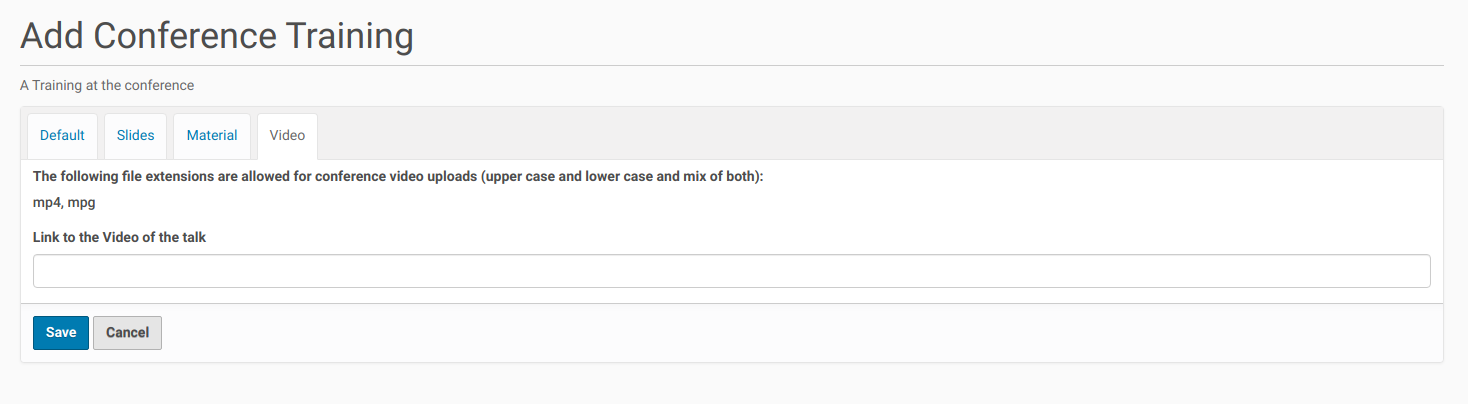 Add Conference Training
A Training at the conference
Default Slides Material Video
The following file extensions are allowed for conference video uploads (upper case and lower case and mix of both):
mp4, mpg
Link to the Video of the talk
Save Cancel